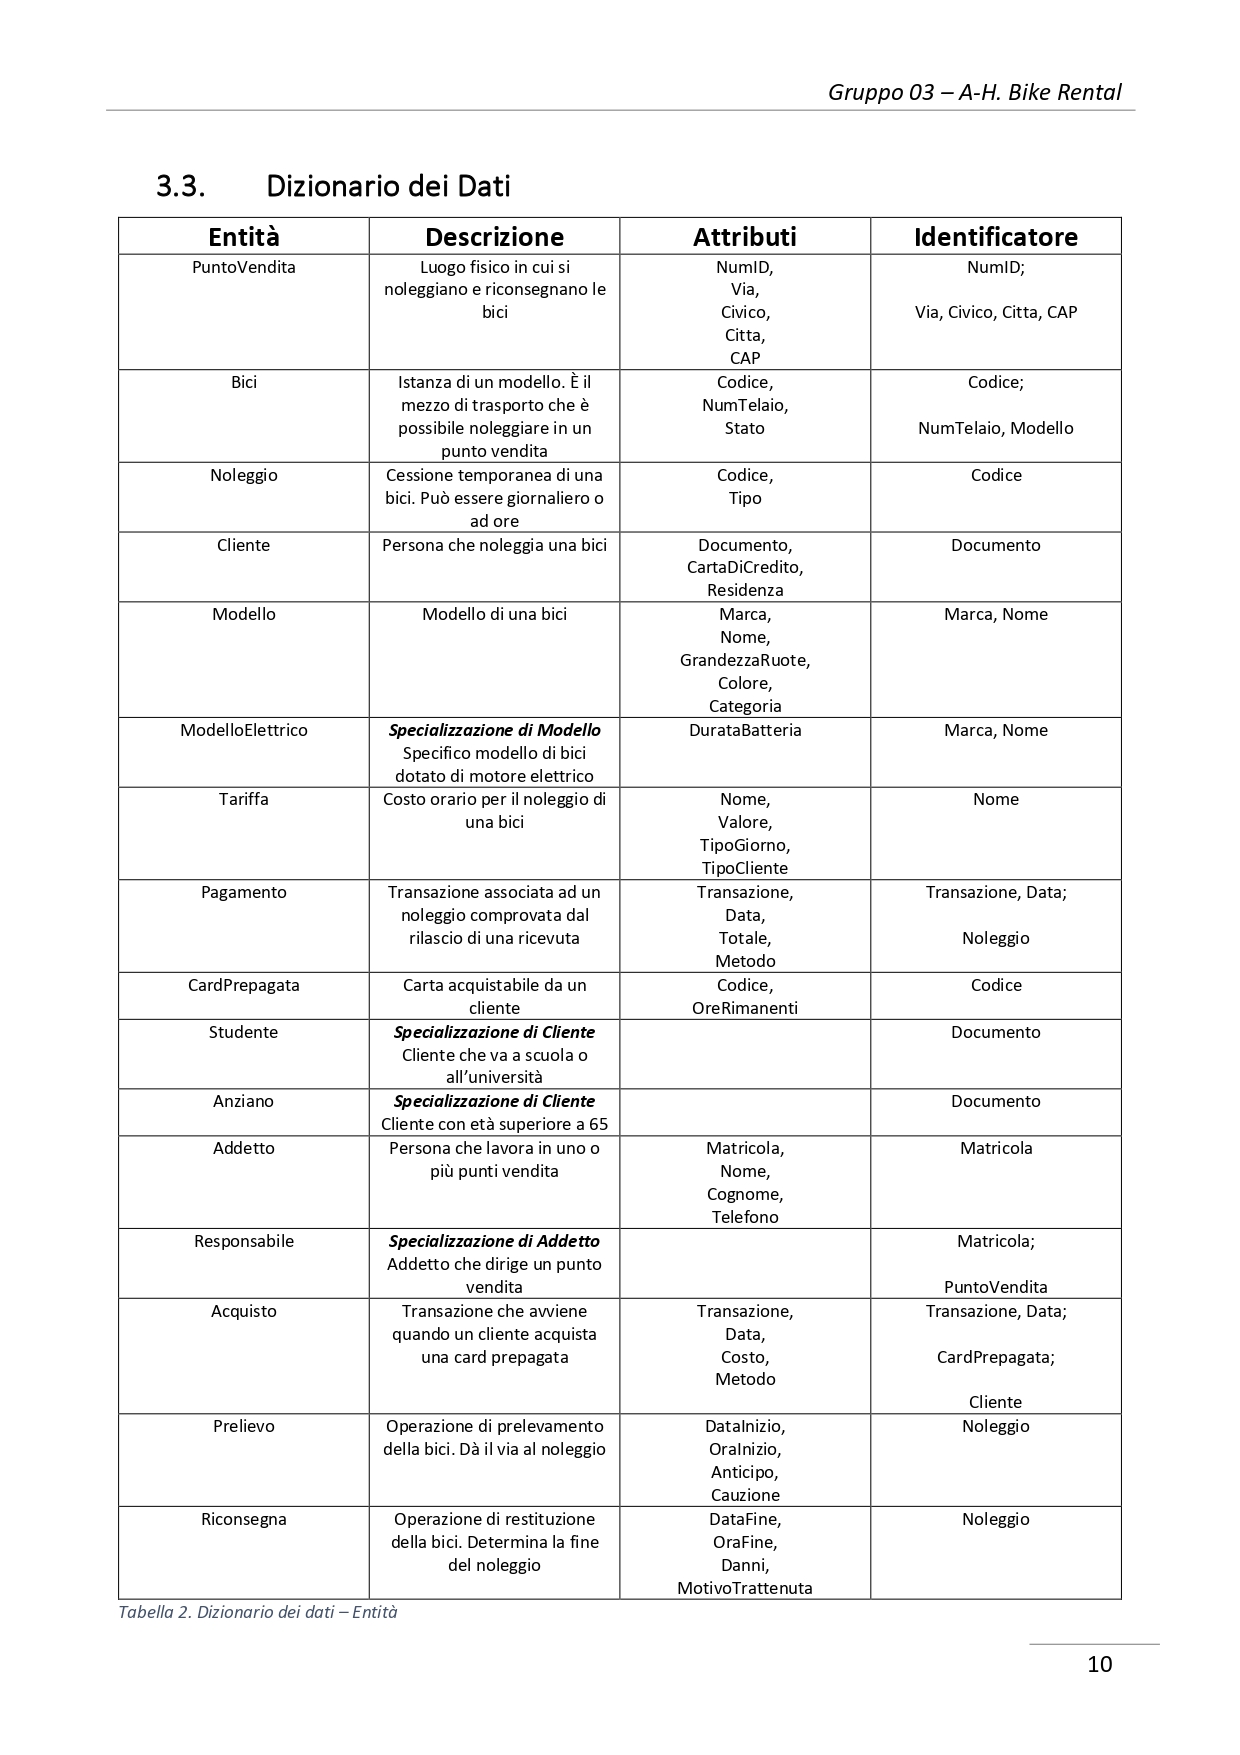 Gruppo 03 – A-H. Bike Rental
3.3. Dizionario dei Dati
Entità Descrizione Attributi Identificatore
PuntoVendita
Luogo fisico in cui si
noleggiano e riconsegnano le
bici
NumID,
Via,
Civico,
Citta,
CAP
NumID;
Via, Civico, Citta, CAP
Bici
Istanza di un modello. È il
mezzo di trasporto che è
possibile noleggiare in un
punto vendita
Codice,
NumTelaio,
Stato
Codice;
NumTelaio, Modello
Noleggio
Cessione temporanea di una
bici. Può essere giornaliero o
ad ore
Codice,
Tipo
Codice
Cliente
Persona che noleggia una bici
Documento,
CartaDiCredito,
Residenza
Documento
Modello
Modello di una bici
Marca,
Nome,
GrandezzaRuote,
Colore,
Categoria
Marca, Nome
ModelloElettrico
Specializzazione di Modello
Specifico modello di bici
dotato di motore elettrico
DurataBatteria
Marca, Nome
Tariffa
Costo orario per il noleggio di
una bici
Nome,
Valore,
TipoGiorno,
TipoCliente
Nome
Pagamento
Transazione associata ad un
noleggio comprovata dal
rilascio di una ricevuta
Transazione,
Data,
Totale,
Metodo
Transazione, Data;
Noleggio
CardPrepagata
Carta acquistabile da un
cliente
Codice,
OreRimanenti
Codice
Studente
Specializzazione di Cliente
Cliente che va a scuola o
all’università
Documento
Anziano
Specializzazione di Cliente
Cliente con età superiore a 65
Documento
Addetto
Persona che lavora in uno o
più punti vendita
Matricola,
Nome,
Cognome,
Telefono
Matricola
Responsabile
Specializzazione di Addetto
Addetto che dirige un punto
vendita
Matricola;
PuntoVendita
Acquisto
Transazione che avviene
quando un cliente acquista
una card prepagata
Transazione,
Data,
Costo,
Metodo
Transazione, Data;
CardPrepagata;
Cliente
Prelievo
Operazione di prelevamento
della bici. Dà il via al noleggio
DataInizio,
OraInizio,
Anticipo,
Cauzione
Noleggio
Riconsegna
Operazione di restituzione
della bici. Determina la fine
del noleggio
DataFine,
OraFine,
Danni,
MotivoTrattenuta
Noleggio
Tabella 2. Dizionario dei dati – Entità
10